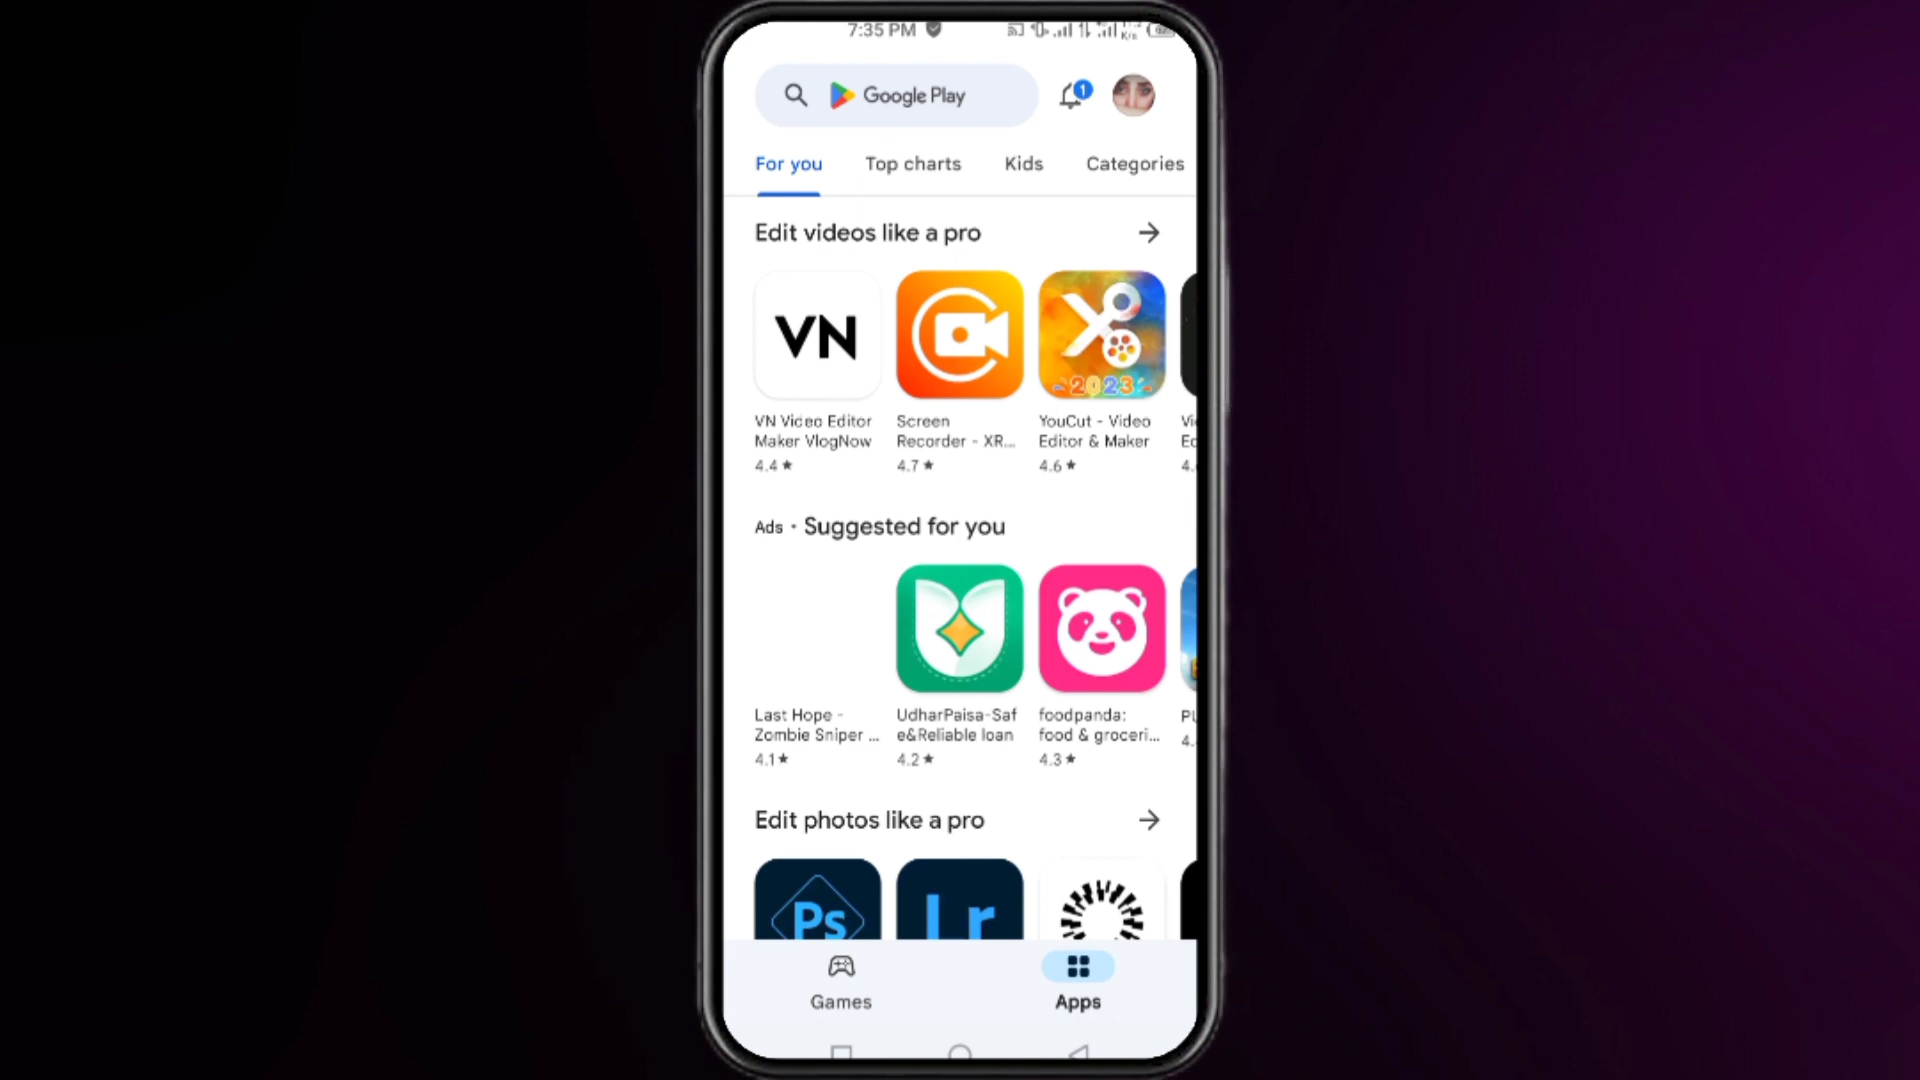 7:35 PM
K/s
Google Play
1
For you Top charts Kids Categories
Edit videos like a pro
VN
2023
VN Video Editor
Maker VlogNow
4.4 ★
Screen
Recorder - XR...
4.7 ★
YouCut - Video
Editor & Maker
4.6 ★
Ads • Suggested for you
Last Hope -
Zombie Sniper ...
4.1 ★
UdharPaisa-Saf
e&Reliable loan
4.2 ★
foodpanda:
food & groceri...
4.3 ★
Edit photos like a pro
Ps
Lr
Games
Apps